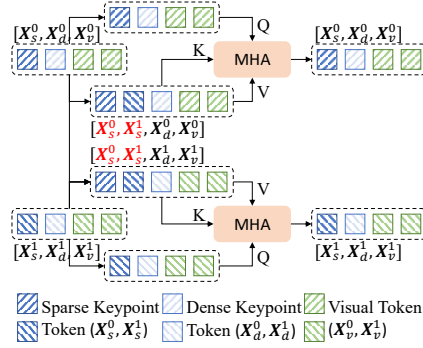 [X_s^0, X_d^0, X_v^0]
Q
K
MHA
V
[X_s^0, X_d^0, X_v^0]
[X_s^0, X_s^1, X_d^0, X_v^0]
[X_s^0, X_s^1, X_d^1, X_v^1]
V
K
MHA
Q
[X_s^1, X_d^1, X_v^1]
[X_s^1, X_d^1, X_v^1]
Sparse Keypoint Dense Keypoint Visual Token
Token (X_s^0, X_s^1) Token (X_d^0, X_d^1) (X_v^0, X_v^1)